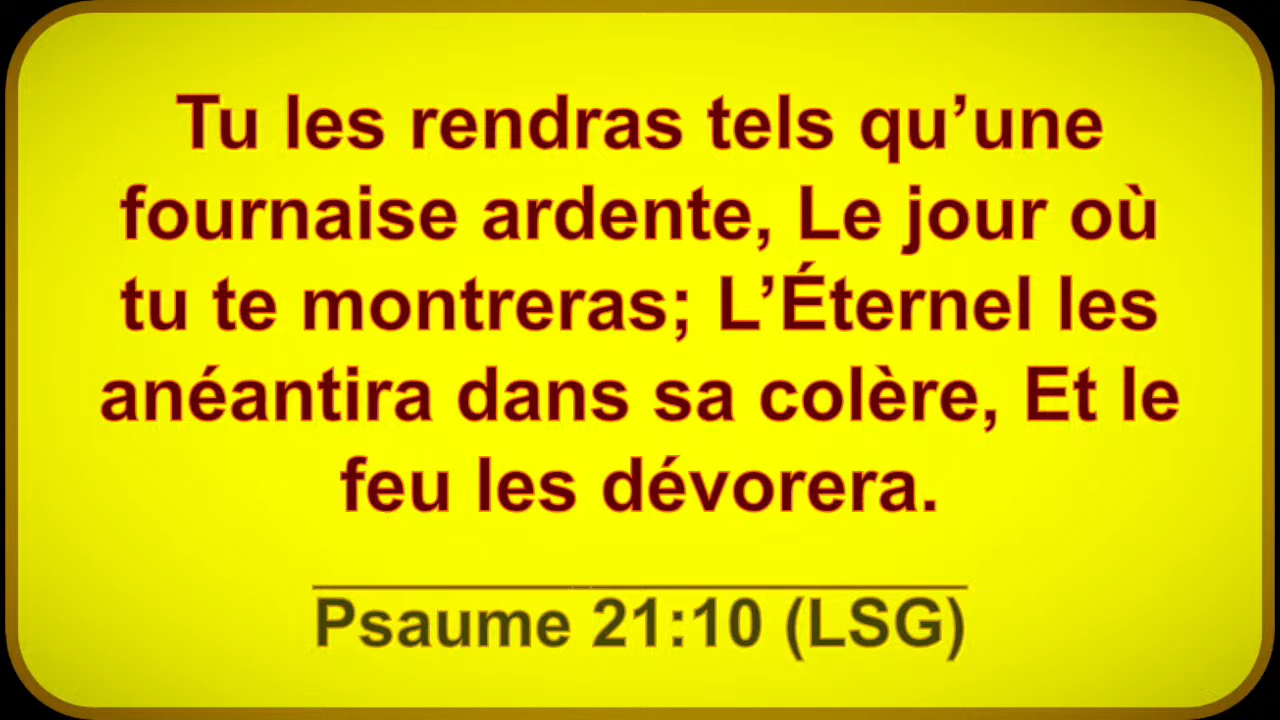 Tu les rendras tels qu’une
fournaise ardente, Le jour où
tu te montreras; L’Éternel les
anéantira dans sa colère, Et le
feu les dévorera.
Psaume 21:10 (LSG)